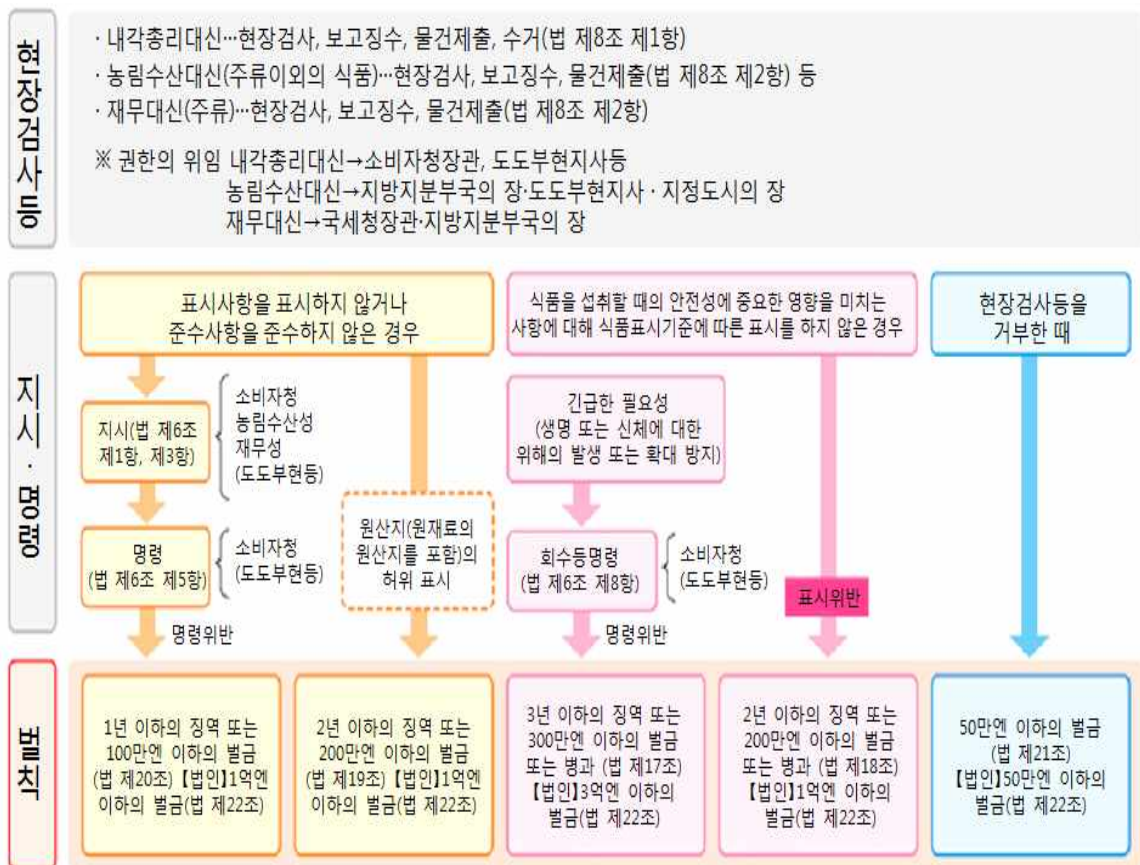 현장검사등
· 내각총리대신…현장검사, 보고징수, 물건제출, 수거(법 제8조 제1항)
· 농림수산대신(주류이외의 식품)…현장검사, 보고징수, 물건제출(법 제8조 제2항) 등
· 재무대신(주류)…현장검사, 보고징수, 물건제출(법 제8조 제2항)
※ 권한의 위임 내각총리대신→소비자청장관, 도도부현지사등
농림수산대신→지방지분부국의 장·도도부현지사 · 지정도시의 장
재무대신→국세청장관·지방지분부국의 장
지시·명령
표시사항을 표시하지 않거나
준수사항을 준수하지 않은 경우
지시(법 제6조
제1항, 제3항)
소비자청
농림수산성
재무성
(도도부현등)
명령
(법 제6조 제5항)
소비자청
(도도부현등)
명령위반
원산지(원재료의
원산지를 포함)의
허위 표시
식품을 섭취할 때의 안전성에 중요한 영향을 미치는
사항에 대해 식품표시기준에 따른 표시를 하지 않은 경우
긴급한 필요성
(생명 또는 신체에 대한
위해의 발생 또는 확대 방지)
회수등명령
(법 제6조 제8항)
소비자청
(도도부현등)
명령위반
표시위반
현장검사등을
거부한 때
벌칙
1년 이하의 징역 또는
100만엔 이하의 벌금
(법 제20조)【법인】1억엔
이하의 벌금(법 제22조)
2년 이하의 징역 또는
200만엔 이하의 벌금
(법 제19조)【법인】1억엔
이하의 벌금(법 제22조)
3년 이하의 징역 또는
300만엔 이하의 벌금
또는 병과 (법 제17조)
【법인】3억엔 이하의
벌금(법 제22조)
2년 이하의 징역 또는
200만엔 이하의 벌금
또는 병과 (법 제18조)
【법인】1억엔 이하의
벌금(법 제22조)
50만엔 이하의 벌금
(법 제21조)
【법인】50만엔 이하의
벌금(법 제22조)